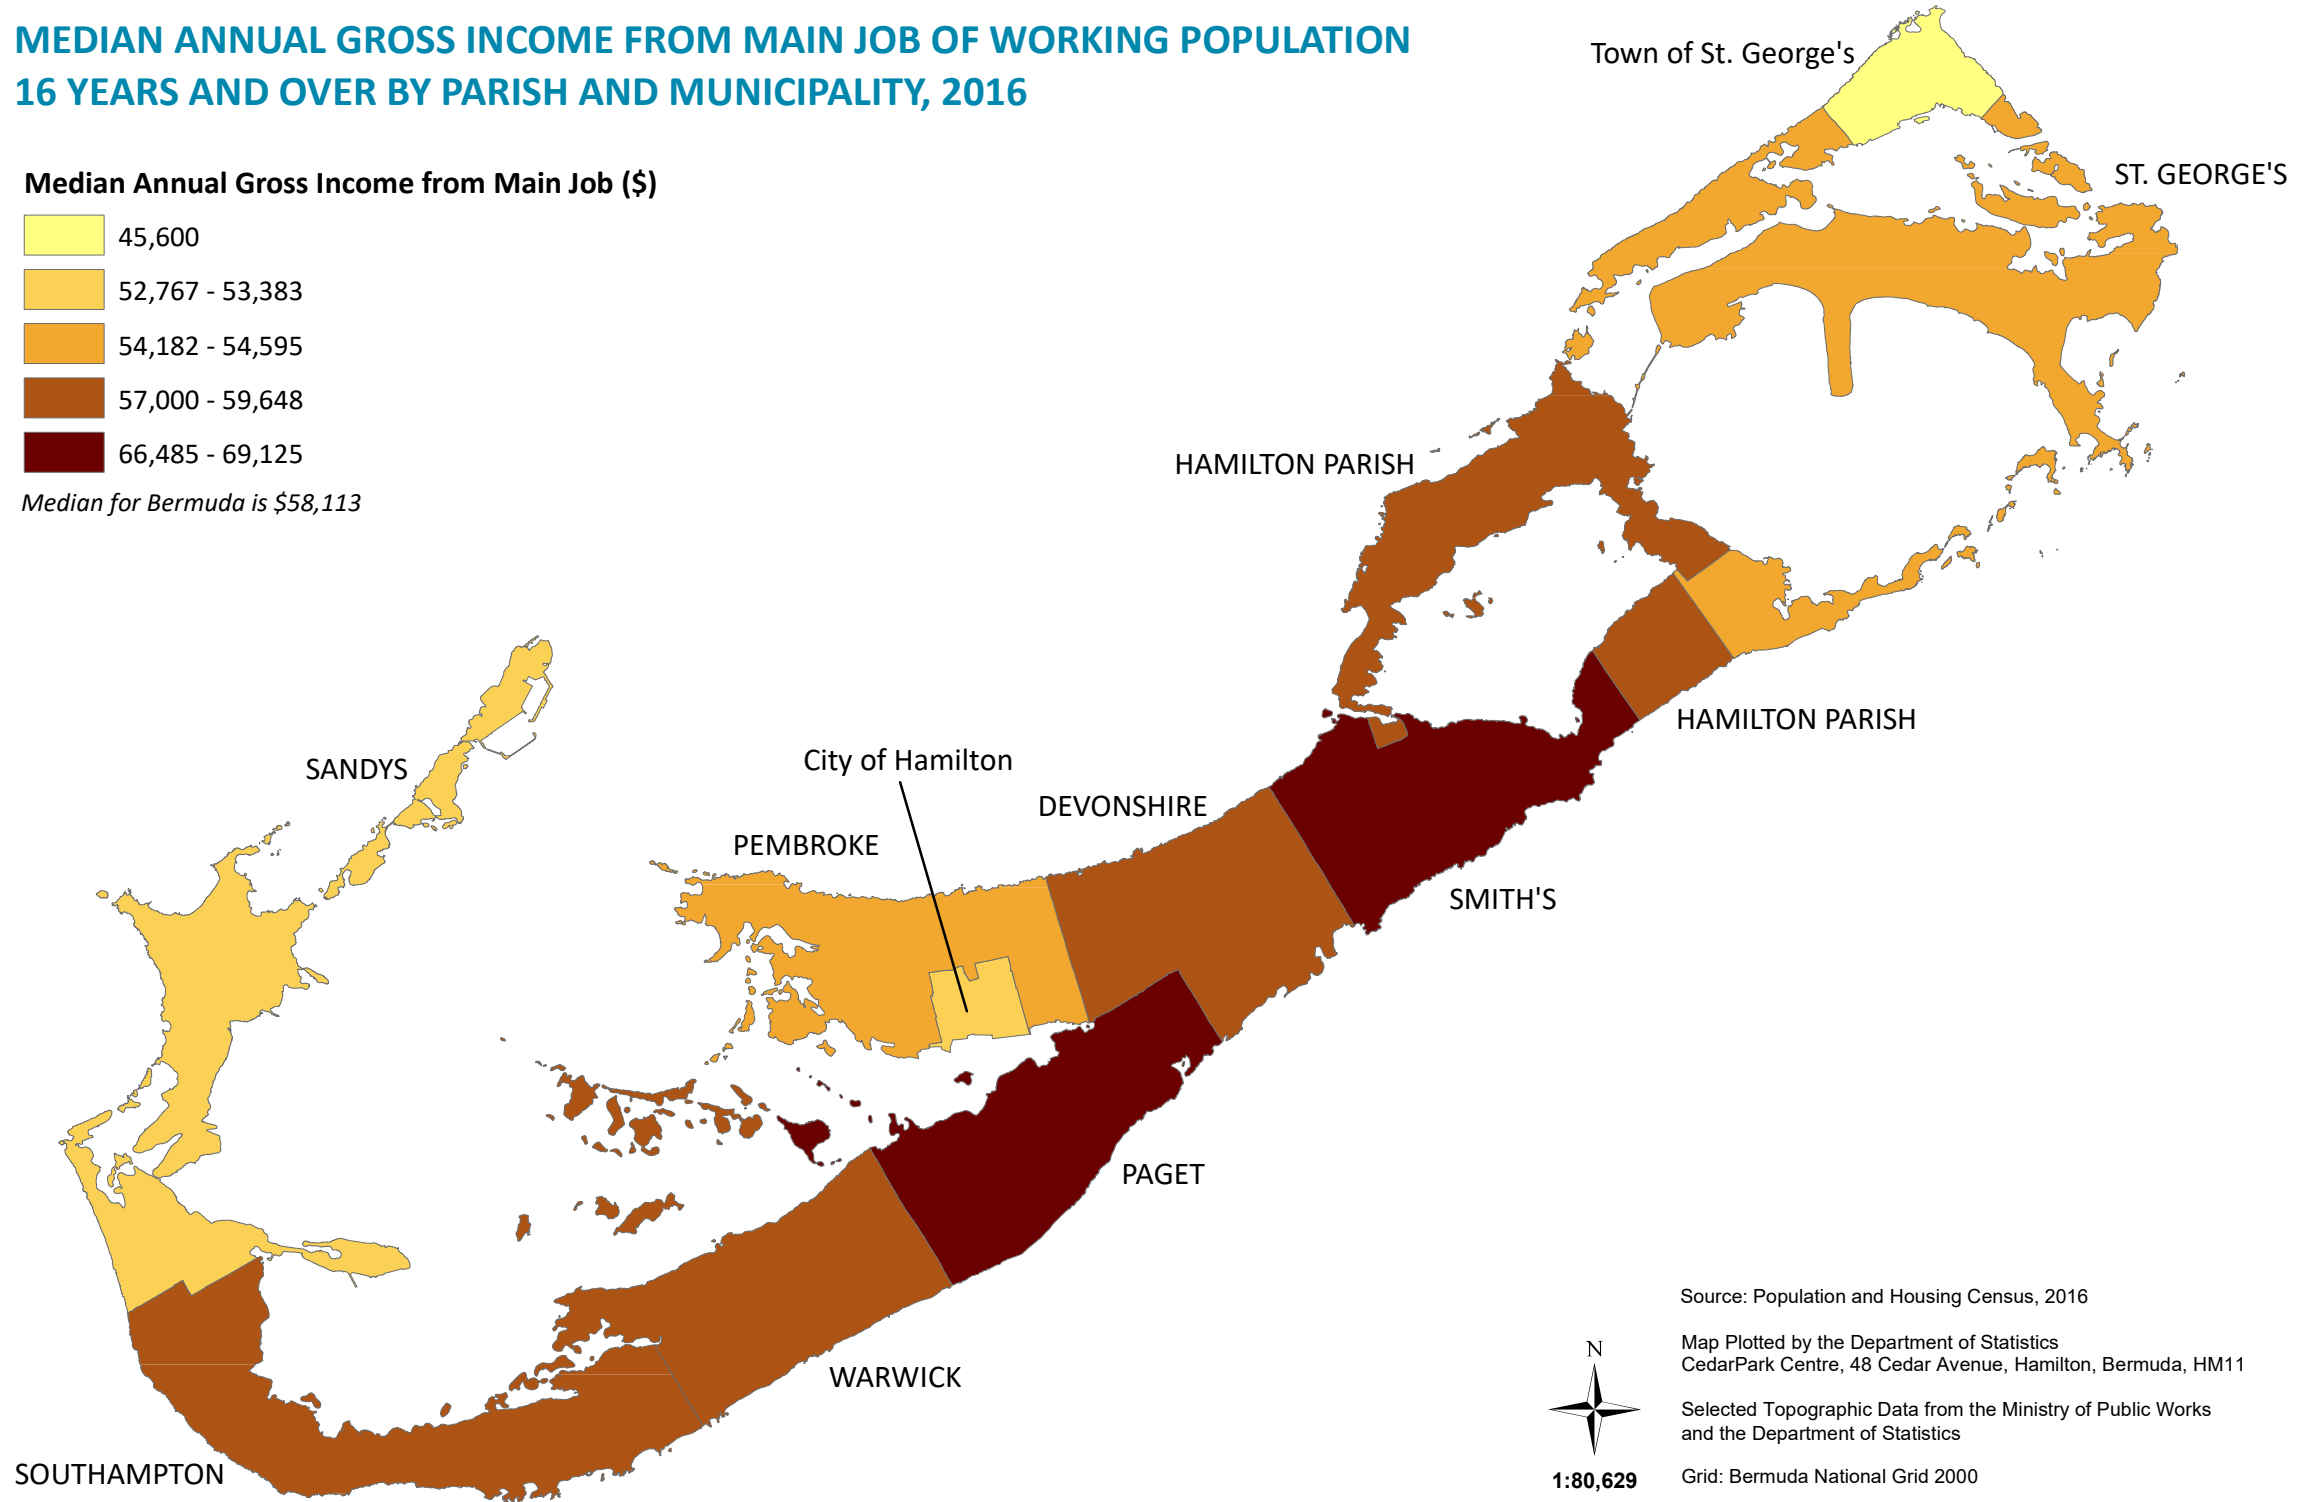 MEDIAN ANNUAL GROSS INCOME FROM MAIN JOB OF WORKING POPULATION
16 YEARS AND OVER BY PARISH AND MUNICIPALITY, 2016
Median Annual Gross Income from Main Job ($)
45,600
52,767 - 53,383
54,182 - 54,595
57,000 - 59,648
66,485 - 69,125
Median for Bermuda is $58,113
Town of St. George's
ST. GEORGE'S
HAMILTON PARISH
HAMILTON PARISH
SANDYS
City of Hamilton
DEVONSHIRE
PEMBROKE
SMITH'S
PAGET
WARWICK
SOUTHAMPTON
Source: Population and Housing Census, 2016
Map Plotted by the Department of Statistics
CedarPark Centre, 48 Cedar Avenue, Hamilton, Bermuda, HM11
Selected Topographic Data from the Ministry of Public Works
and the Department of Statistics
Grid: Bermuda National Grid 2000
N
1:80,629